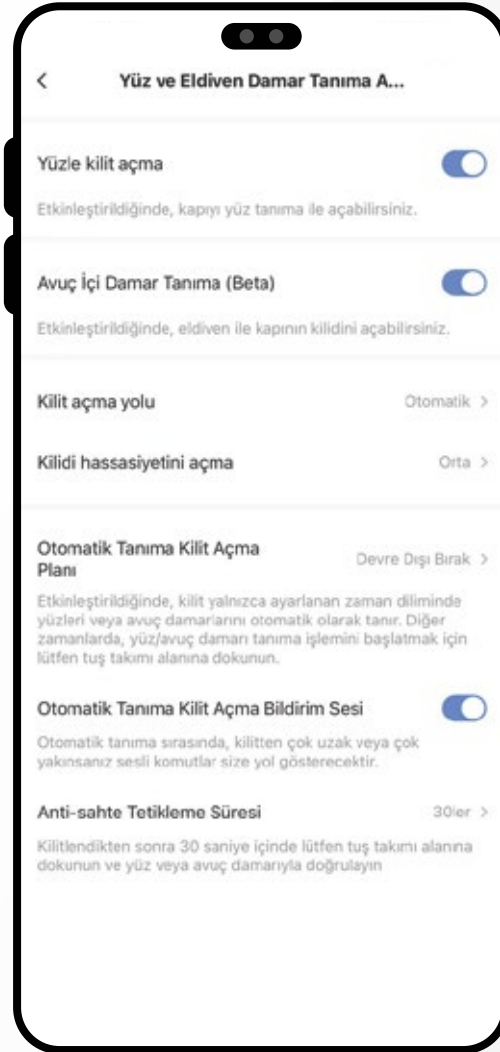 Yüz ve Eldiven Damar Tanıma A...
Yüzle kilit açma
Etkinleştirildiğinde, kapıyı yüz tanıma ile açabilirsiniz.
Avuç İçi Damar Tanıma (Beta)
Etkinleştirildiğinde, eldiven ile kapının kilidini açabilirsiniz.
Kilit açma yolu Otomatik >
Kilidi hassasiyetini açma Orta >
Otomatik Tanıma Kilit Açma
Planı Devre Dışı Bırak >
Etkinleştirildiğinde, kilit yalnızca ayarlanan zaman diliminde
yüzleri veya avuç damarlarını otomatik olarak tanır. Diğer
zamanlarda, yüz/avuç damarı tanıma işlemini başlatmak için
lütfen tuş takımı alanına dokunun.
Otomatik Tanıma Kilit Açma Bildirim Sesi
Otomatik tanıma sırasında, kilitten çok uzak veya çok
yakınsanız sesli komutlar size yol gösterecektir.
Anti-sahte Tetikleme Süresi 30ler >
Kilitlendikten sonra 30 saniye içinde lütfen tuş takımı alanına
dokunun ve yüz veya avuç damarıyla doğrulayın